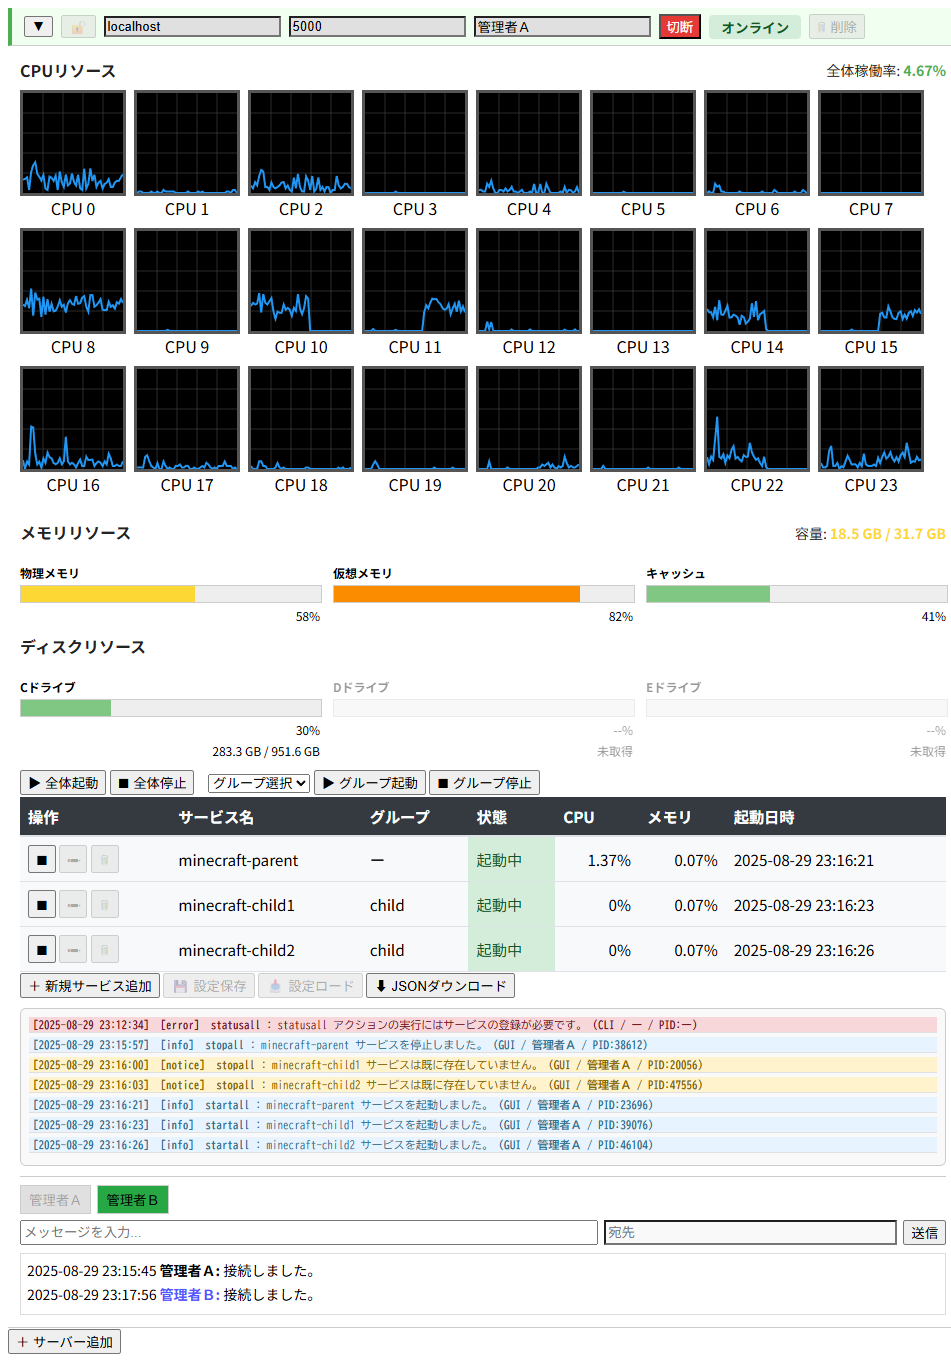 ▼ 🔓 localhost 5000 管理者A 切断 オンライン 削除
CPUリソース 全体稼働率: 4.67%
CPU 0 CPU 1 CPU 2 CPU 3 CPU 4 CPU 5 CPU 6 CPU 7
CPU 8 CPU 9 CPU 10 CPU 11 CPU 12 CPU 13 CPU 14 CPU 15
CPU 16 CPU 17 CPU 18 CPU 19 CPU 20 CPU 21 CPU 22 CPU 23
メモリリソース 容量: 18.5 GB / 31.7 GB
物理メモリ 仮想メモリ キャッシュ
58% 82% 41%
ディスクリソース
Cドライブ Dドライブ Eドライブ
30% --% --%
283.3 GB / 951.6 GB 未取得 未取得
▶ 全体起動 ■ 全体停止 グループ選択 ▶ グループ起動 ■ グループ停止
操作 サービス名 グループ 状態 CPU メモリ 起動日時
minecraft-parent ー 起動中 1.37% 0.07% 2025-08-29 23:16:21
minecraft-child1 child 起動中 0% 0.07% 2025-08-29 23:16:23
minecraft-child2 child 起動中 0% 0.07% 2025-08-29 23:16:26
＋ 新規サービス追加 💾 設定保存 📥 設定ロード ⬇ JSONダウンロード
[2025-08-29 23:12:34] [error] statusall : statusall アクションの実行にはサービスの登録が必要です。 (CLI / ー / PID:ー)
[2025-08-29 23:15:57] [info] stopall : minecraft-parent サービスを停止しました。 (GUI / 管理者A / PID:38612)
[2025-08-29 23:16:00] [notice] stopall : minecraft-child1 サービスは既に存在していません。 (GUI / 管理者A / PID:20056)
[2025-08-29 23:16:03] [notice] stopall : minecraft-child2 サービスは既に存在していません。 (GUI / 管理者A / PID:47556)
[2025-08-29 23:16:21] [info] startall : minecraft-parent サービスを起動しました。 (GUI / 管理者A / PID:23696)
[2025-08-29 23:16:23] [info] startall : minecraft-child1 サービスを起動しました。 (GUI / 管理者A / PID:39076)
[2025-08-29 23:16:26] [info] startall : minecraft-child2 サービスを起動しました。 (GUI / 管理者A / PID:46104)
管理者A 管理者B
メッセージを入力... 宛先 送信
2025-08-29 23:15:45 管理者A: 接続しました。
2025-08-29 23:17:56 管理者B: 接続しました。
＋ サーバー追加